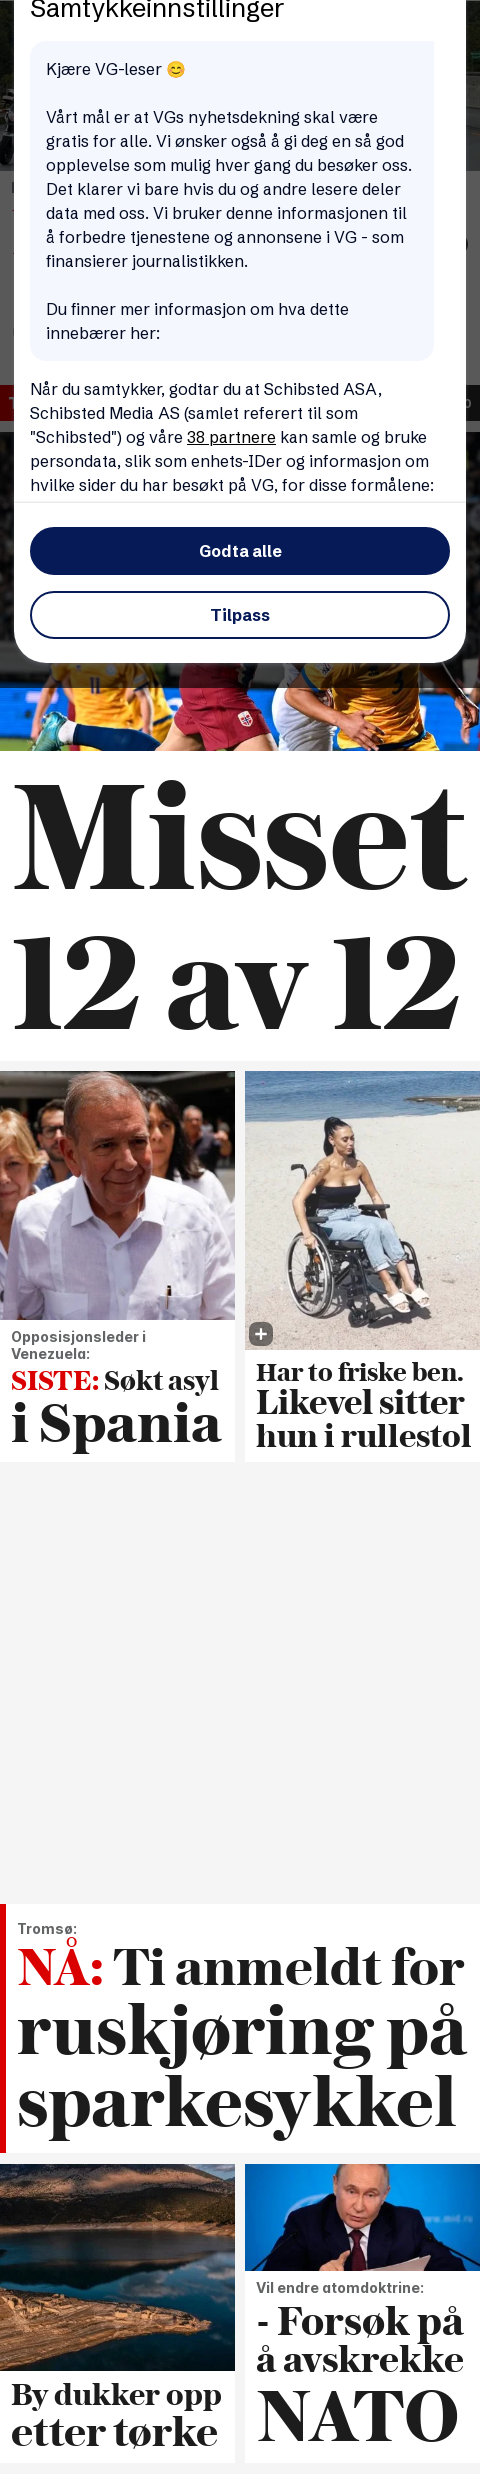 Samtykkeinnstillinger
Kjære VG-leser 😊
Vårt mål er at VGs nyhetsdekning skal være
gratis for alle. Vi ønsker også å gi deg en så god
opplevelse som mulig hver gang du besøker oss.
Det klarer vi bare hvis du og andre lesere deler
data med oss. Vi bruker denne informasjonen til
å forbedre tjenestene og annonsene i VG - som
finansierer journalistikken.
Du finner mer informasjon om hva dette
innebærer her:
Når du samtykker, godtar du at Schibsted ASA,
Schibsted Media AS (samlet referert til som
"Schibsted") og våre 38 partnere kan samle og bruke
persondata, slik som enhets-IDer og informasjon om
hvilke sider du har besøkt på VG, for disse formålene:
Godta alle
Tilpass
11
3
Misset
12 av 12
Opposisjonsleder i
Venezuela:
SISTE: Søkt asyl
i Spania
Har to friske ben.
Likevel sitter
hun i rullestol
Tromsø:
NÅ: Ti anmeldt for
ruskjøring på
sparkesykkel
By dukker opp
etter tørke
Vil endre atomdoktrine:
- Forsøk på
å avskrekke
NATO